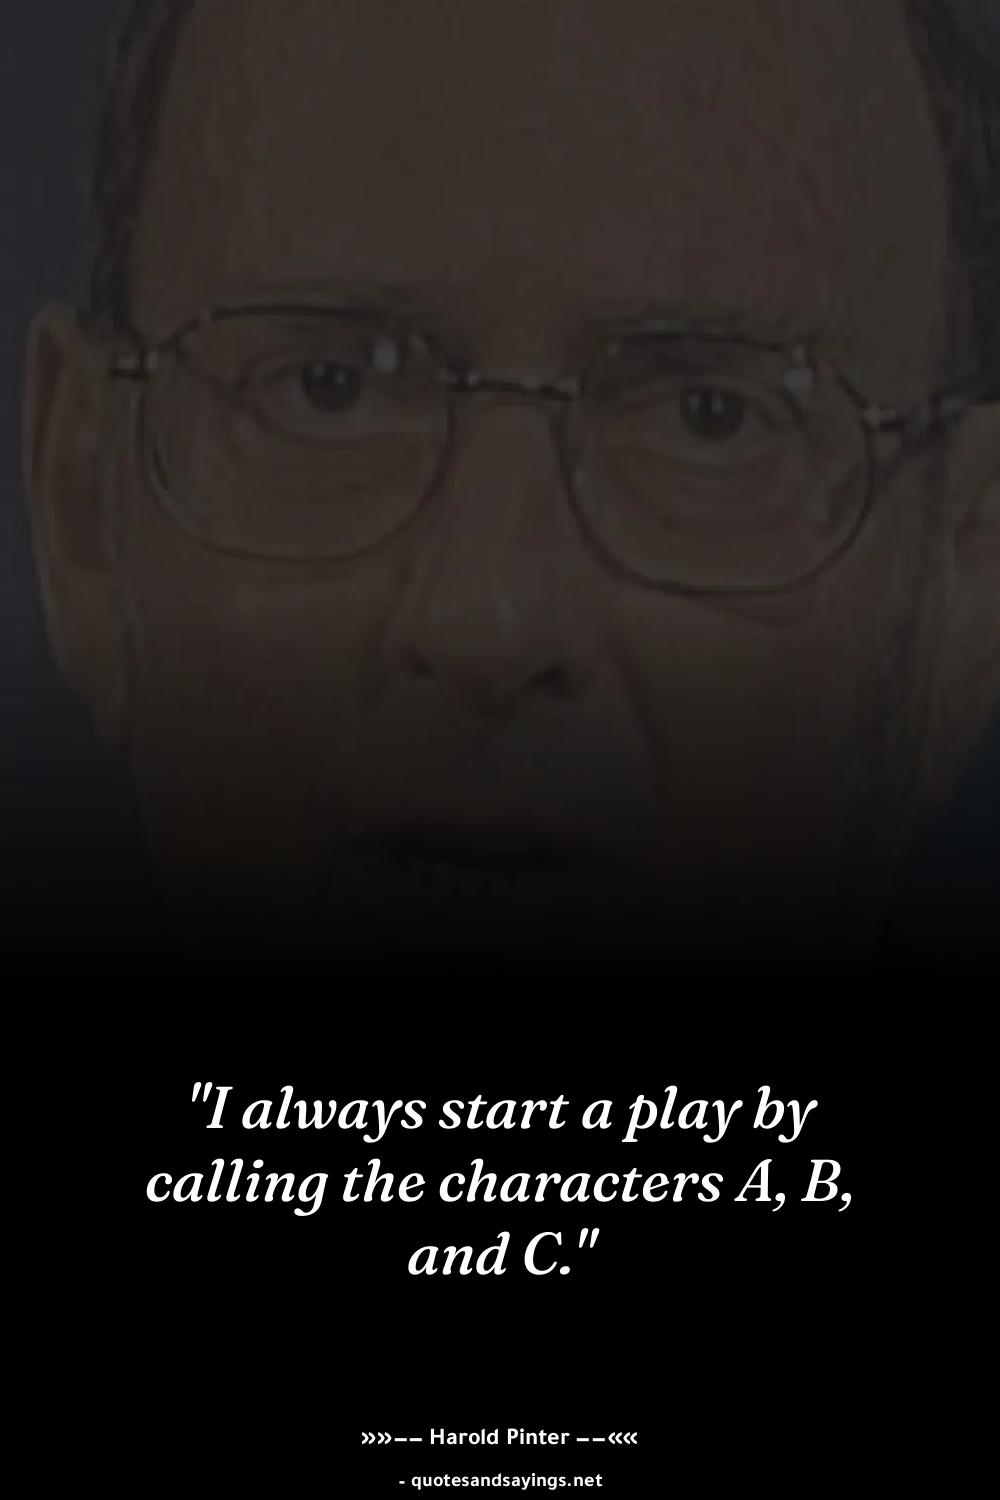 "I always start a play by
calling the characters A, B,
and C."
»»–– Harold Pinter ––««
- quotesandsayings.net